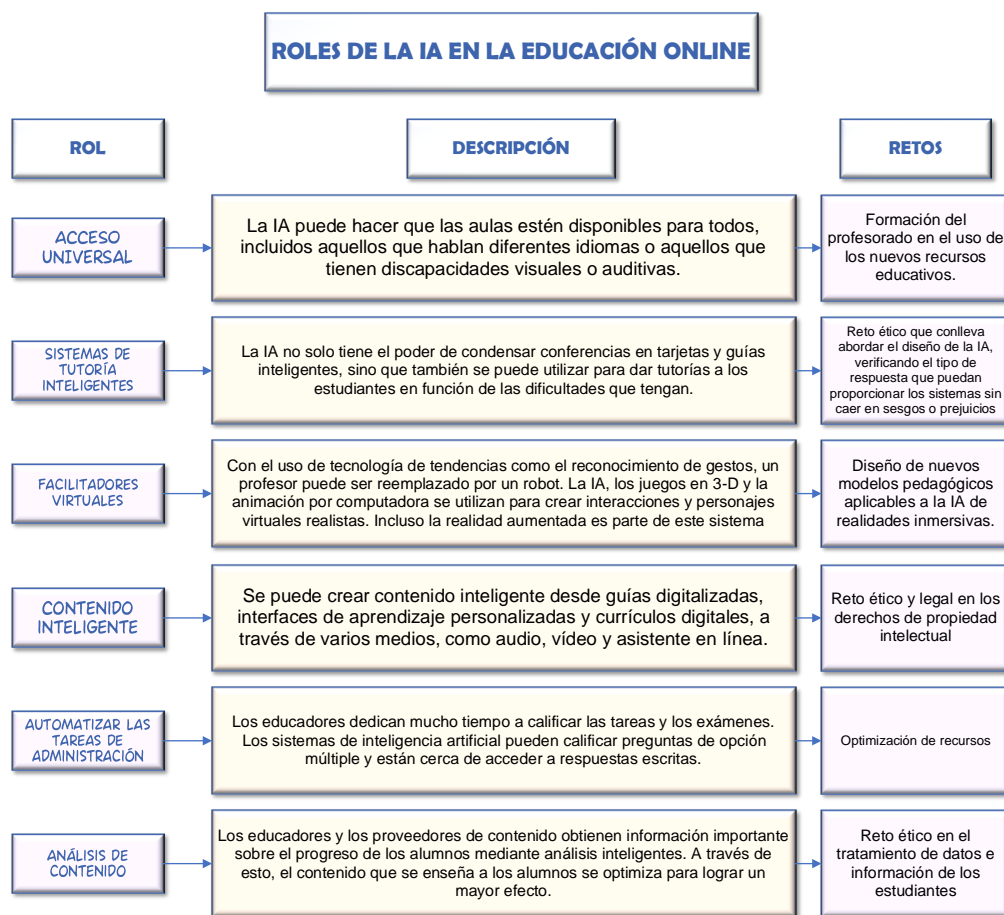 ROLES DE LA IA EN LA EDUCACIÓN ONLINE
ROL
DESCRIPCIÓN
RETOS
ACCESO
UNIVERSAL
La IA puede hacer que las aulas estén disponibles para todos,
incluidos aquellos que hablan diferentes idiomas o aquellos que
tienen discapacidades visuales o auditivas.
Formación del
profesorado en el uso de
los nuevos recursos
educativos.
SISTEMAS DE
TUTORÍA
INTELIGENTES
La IA no solo tiene el poder de condensar conferencias en tarjetas y guías
inteligentes, sino que también se puede utilizar para dar tutorías a los
estudiantes en función de las dificultades que tengan.
Reto ético que conlleva
abordar el diseño de la IA,
verificando el tipo de
respuesta que puedan
proporcionar los sistemas sin
caer en sesgos o prejuicios
FACILITADORES
VIRTUALES
Con el uso de tecnología de tendencias como el reconocimiento de gestos, un
profesor puede ser reemplazado por un robot. La IA, los juegos en 3-D y la
animación por computadora se utilizan para crear interacciones y personajes
virtuales realistas. Incluso la realidad aumentada es parte de este sistema
Diseño de nuevos
modelos pedagógicos
aplicables a la IA de
realidades inmersivas.
CONTENIDO
INTELIGENTE
Se puede crear contenido inteligente desde guías digitalizadas,
interfaces de aprendizaje personalizadas y currículos digitales, a
través de varios medios, como audio, vídeo y asistente en línea.
Reto ético y legal en los
derechos de propiedad
intelectual
AUTOMATIZAR LAS
TAREAS DE
ADMINISTRACIÓN
Los educadores dedican mucho tiempo a calificar las tareas y los exámenes.
Los sistemas de inteligencia artificial pueden calificar preguntas de opción
múltiple y están cerca de acceder a respuestas escritas.
Optimización de recursos
ANÁLISIS DE
CONTENIDO
Los educadores y los proveedores de contenido obtienen información importante
sobre el progreso de los alumnos mediante análisis inteligentes. A través de
esto, el contenido que se enseña a los alumnos se optimiza para lograr un
mayor efecto.
Reto ético en el
tratamiento de datos e
información de los
estudiantes